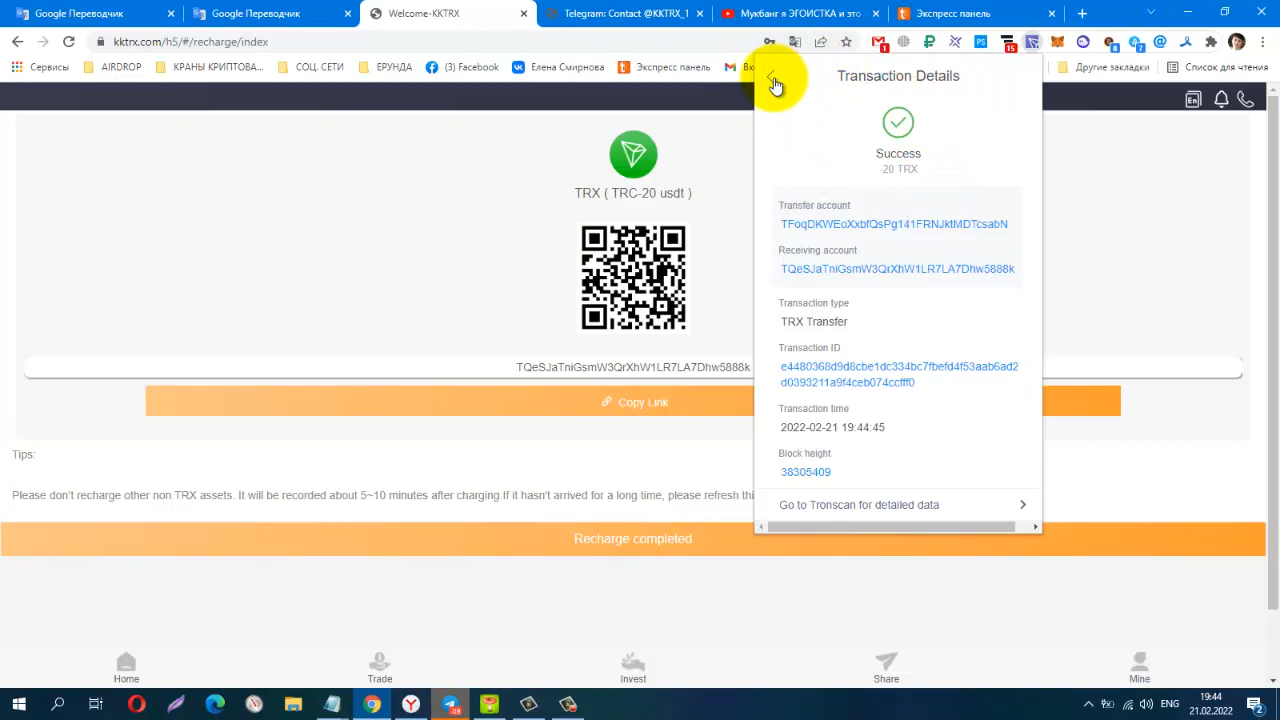 Google Переводчик
Google Переводчик
Welcome-KKTRX
Telegram: Contact @KKTRX_1
Мукбанг я ЭГОИСТКА и это
Экспресс панель
kktrx.com/h5/#/recharge/index
1
15
8
7
Сервисы
AIRDROP
КРАНЫ КРИПТОВА...
СОЦ СЕТИ
ЕРУНДА
(3) Facebook
Елена Смирнова
Экспресс панель
Другие закладки
Список для чтения
En
Transaction Details
Success
-20 TRX
Transfer account
TFoqDKWEoXxbfQsPg141FRNJktMDTcsabN
Receiving account
TQeSJaTniGsmW3QrXhW1LR7LA7Dhw5888k
Transaction type
TRX Transfer
Transaction ID
e4480368d9d8cbe1dc334bc7fbefd4f53aab6ad2
d0393211a9f4ceb074ccfff0
Transaction time
2022-02-21 19:44:45
Block height
38305409
Go to Tronscan for detailed data
TRX ( TRC-20 usdt )
TQeSJaTniGsmW3QrXhW1LR7LA7Dhw5888k
Copy Link
Tips:
Please don't recharge other non TRX assets. It will be recorded about 5~10 minutes after charging.If it hasn't arrived for a long time, please refresh
Recharge completed
Home
Trade
Invest
Share
Mine
ENG
19:44
21.02.2022
2